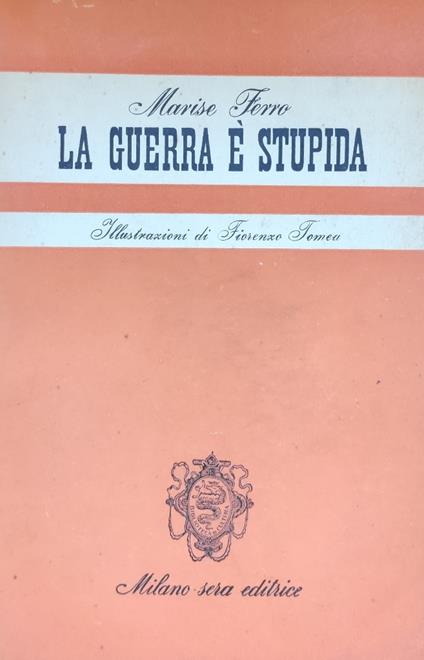 Marise Ferro
LA GUERRA È STUPIDA
Illustrazioni di Fiorenzo Tomea
Milano-sera editrice